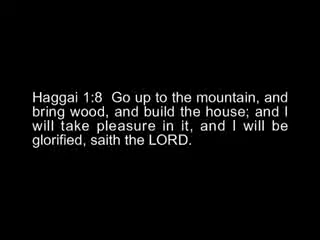 Haggai 1:8  Go up to the mountain, and
bring wood, and build the house; and I
will take pleasure in it, and I will be
glorified, saith the LORD.